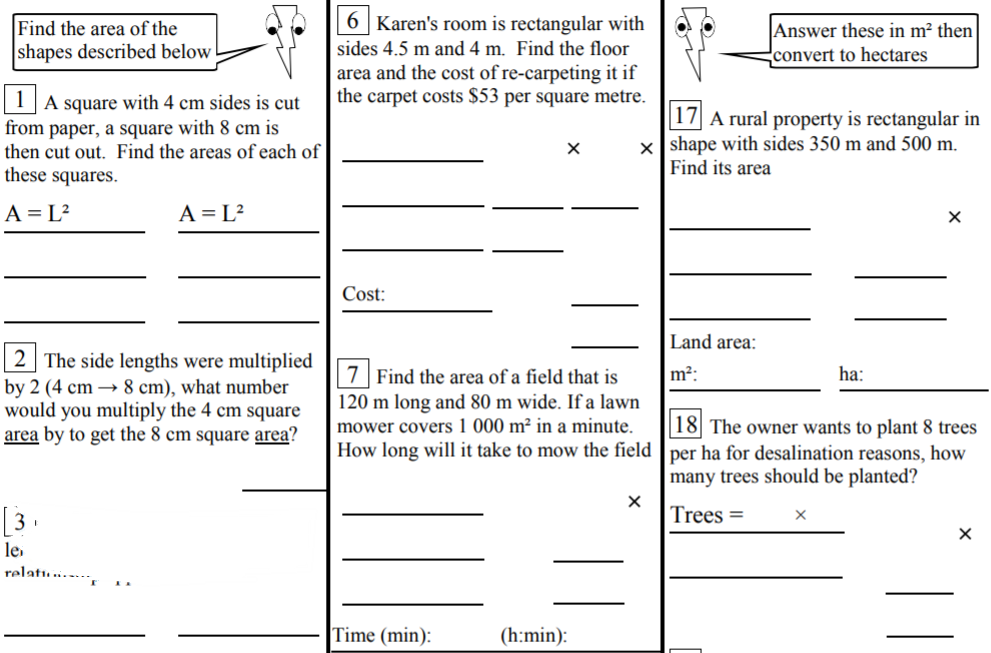 Find the area of the
shapes described below
1 A square with 4 cm sides is cut
from paper, a square with 8 cm is
then cut out. Find the areas of each of
these squares.
A = L² A = L²
2 The side lengths were multiplied
by 2 (4 cm → 8 cm), what number
would you multiply the 4 cm square
area by to get the 8 cm square area?
3
6 Karen's room is rectangular with
sides 4.5 m and 4 m. Find the floor
area and the cost of re-carpeting it if
the carpet costs $53 per square metre.
× ×
Cost:
7 Find the area of a field that is
120 m long and 80 m wide. If a lawn
mower covers 1 000 m² in a minute.
How long will it take to mow the field
×
Time (min): (h:min):
Answer these in m² then
convert to hectares
17 A rural property is rectangular in
shape with sides 350 m and 500 m.
Find its area
×
Land area:
m²: ha:
18 The owner wants to plant 8 trees
per ha for desalination reasons, how
many trees should be planted?
Trees = ×
×